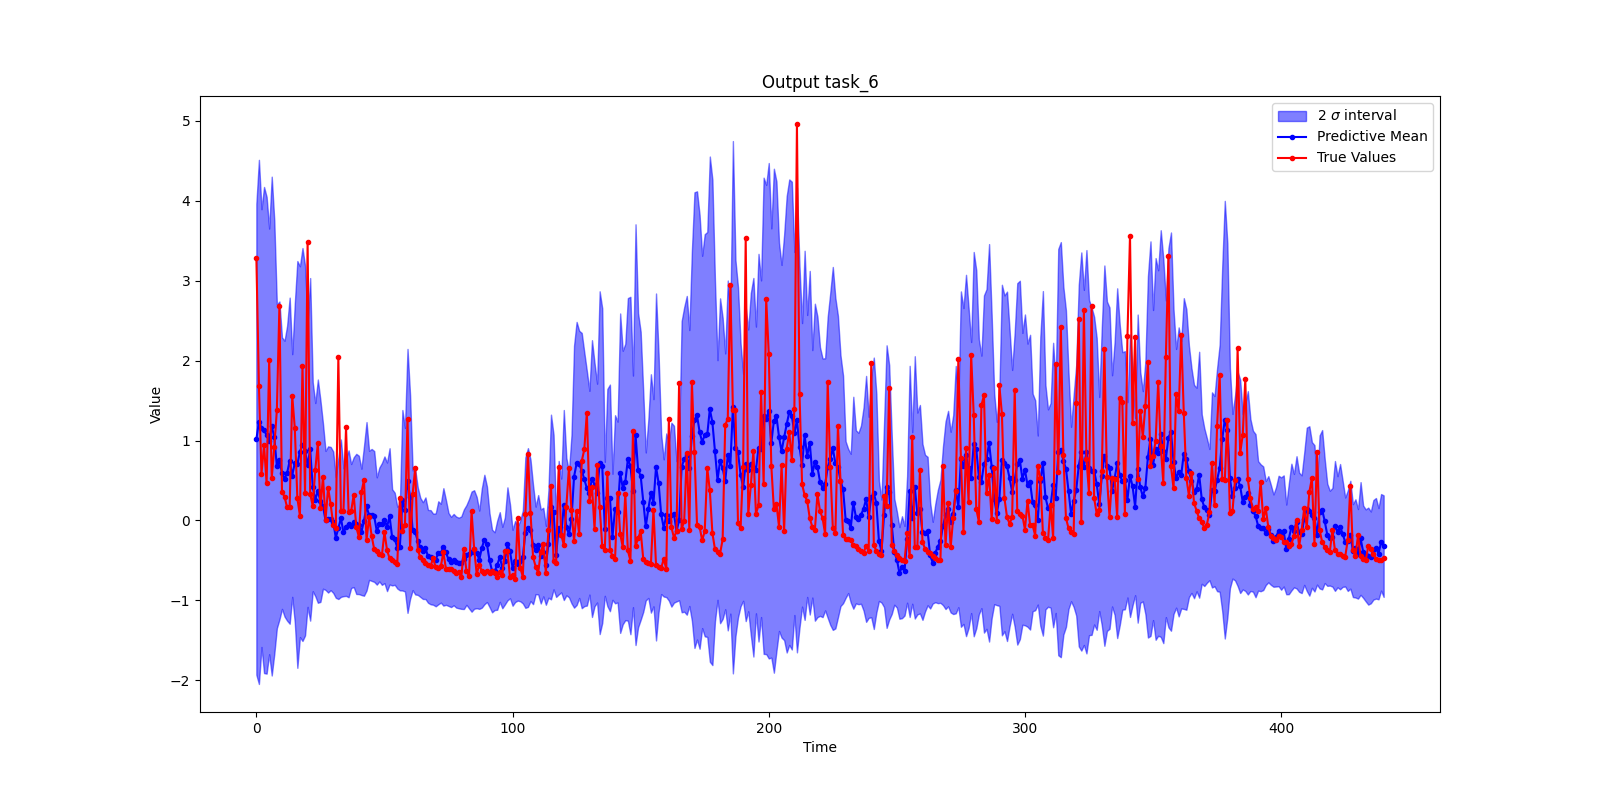 Output task_6
2 σ interval
Predictive Mean
True Values
Value
5
4
3
2
1
0
−1
−2
0 100 200 300 400
Time